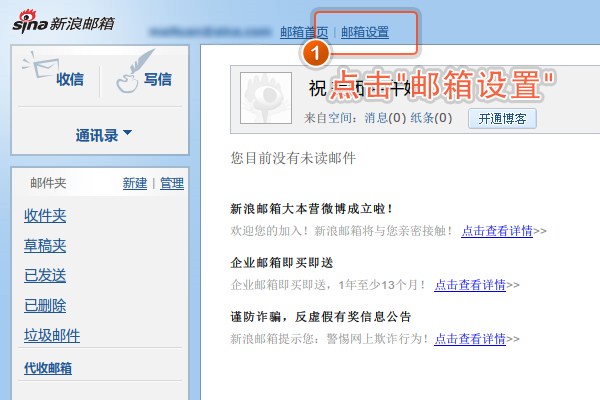 sina 新浪邮箱
邮箱首页 | 邮箱设置
1 点击"邮箱设置"
收信 写信
通讯录
祝
来自空间：消息(0) 纸条(0) 开通博客
您目前没有未读邮件
邮件夹 新建 | 管理
收件夹
草稿夹
已发送
已删除
垃圾邮件
代收邮箱
新浪邮箱大本营微博成立啦！
欢迎您的加入！新浪邮箱将与您亲密接触！ 点击查看详情>>
企业邮箱即买即送
企业邮箱即买即送，1年至少13个月！ 点击查看详情>>
谨防诈骗，反虚假有奖信息公告
新浪邮箱提示您：警惕网上欺诈行为！点击查看详情>>